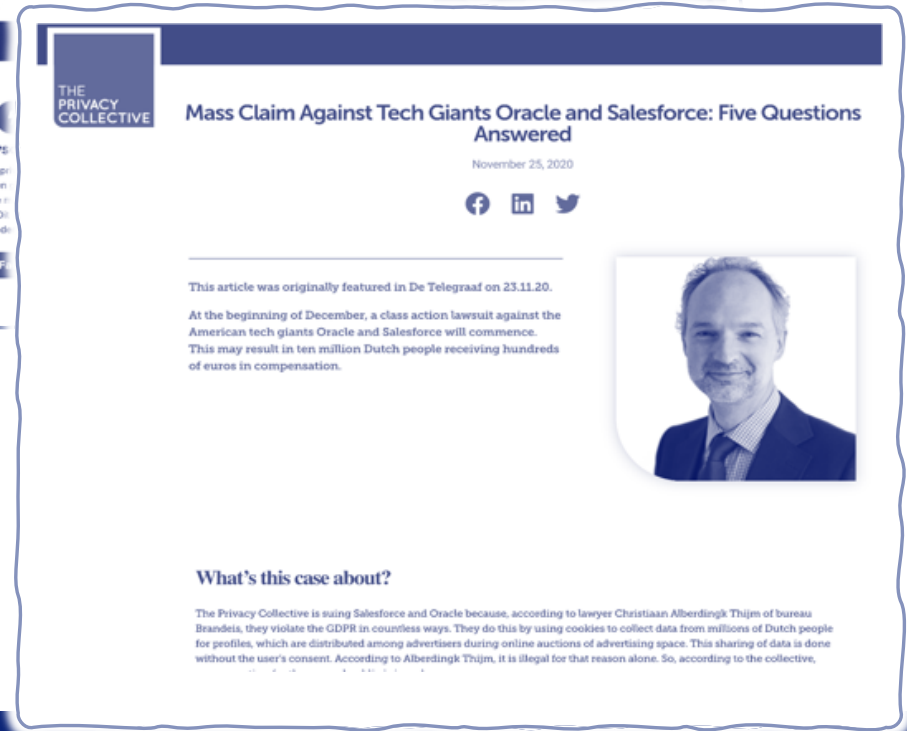 THE
PRIVACY
COLLECTIVE
Mass Claim Against Tech Giants Oracle and Salesforce: Five Questions
Answered
November 25, 2020
This article was originally featured in De Telegraaf on 23.11.20.
At the beginning of December, a class action lawsuit against the
American tech giants Oracle and Salesforce will commence.
This may result in ten million Dutch people receiving hundreds
of euros in compensation.
What's this case about?
The Privacy Collective is suing Salesforce and Oracle because, according to lawyer Christiaan Alberdingk Thijm of bureau
Brandeis, they violate the GDPR in countless ways. They do this by using cookies to collect data from millions of Dutch people
for profiles, which are distributed among advertisers during online auctions of advertising space. This sharing of data is done
without the user's consent. According to Alberdingk Thijm, it is illegal for that reason alone. So, according to the collective,